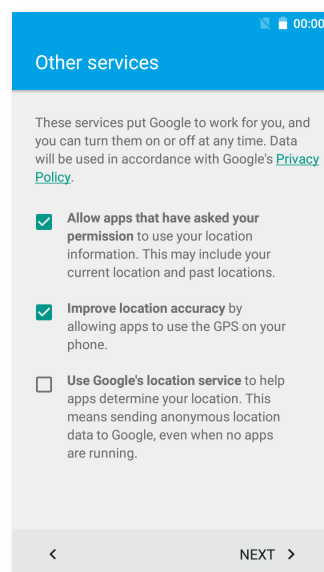 00:00
Other services
These services put Google to work for you, and
you can turn them on or off at any time. Data
will be used in accordance with Google's Privacy
Policy.
Allow apps that have asked your
permission to use your location
information. This may include your
current location and past locations.
Improve location accuracy by
allowing apps to use the GPS on your
phone.
Use Google's location service to help
apps determine your location. This
means sending anonymous location
data to Google, even when no apps
are running.
NEXT